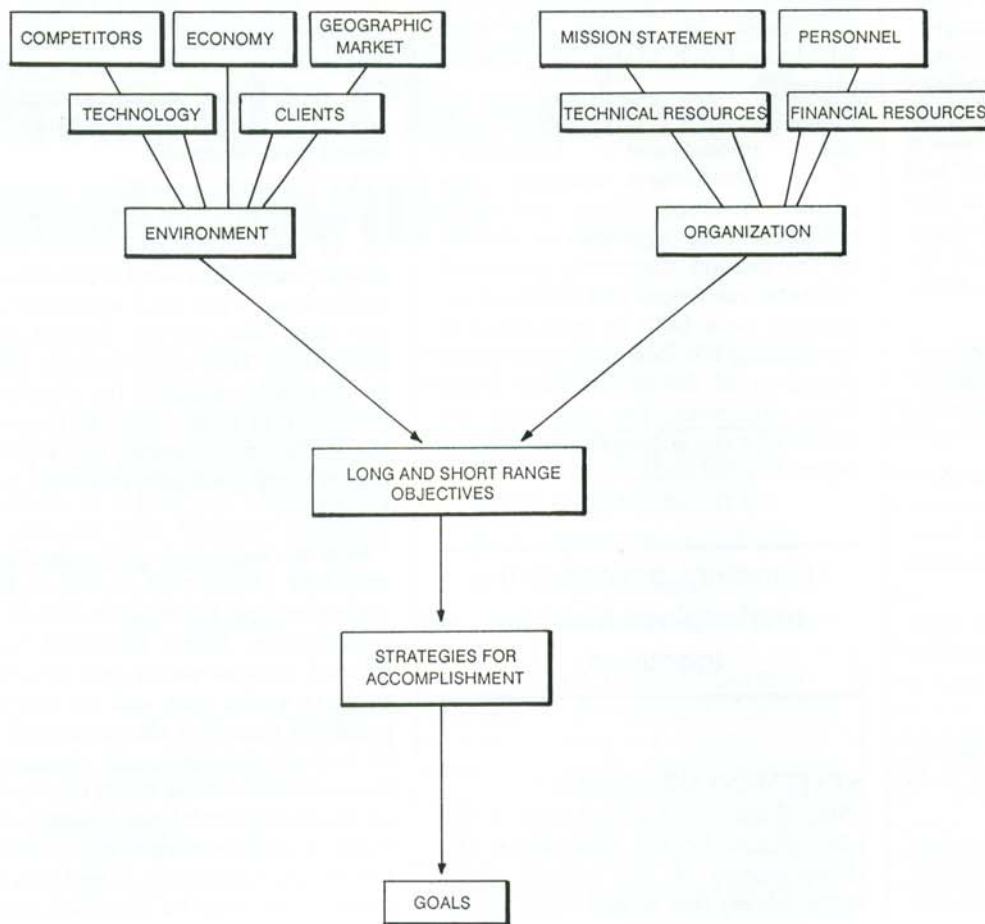 COMPETITORS
ECONOMY
GEOGRAPHIC
MARKET
MISSION STATEMENT
PERSONNEL
TECHNOLOGY
CLIENTS
TECHNICAL RESOURCES
FINANCIAL RESOURCES
ENVIRONMENT
ORGANIZATION
LONG AND SHORT RANGE
OBJECTIVES
STRATEGIES FOR
ACCOMPLISHMENT
GOALS